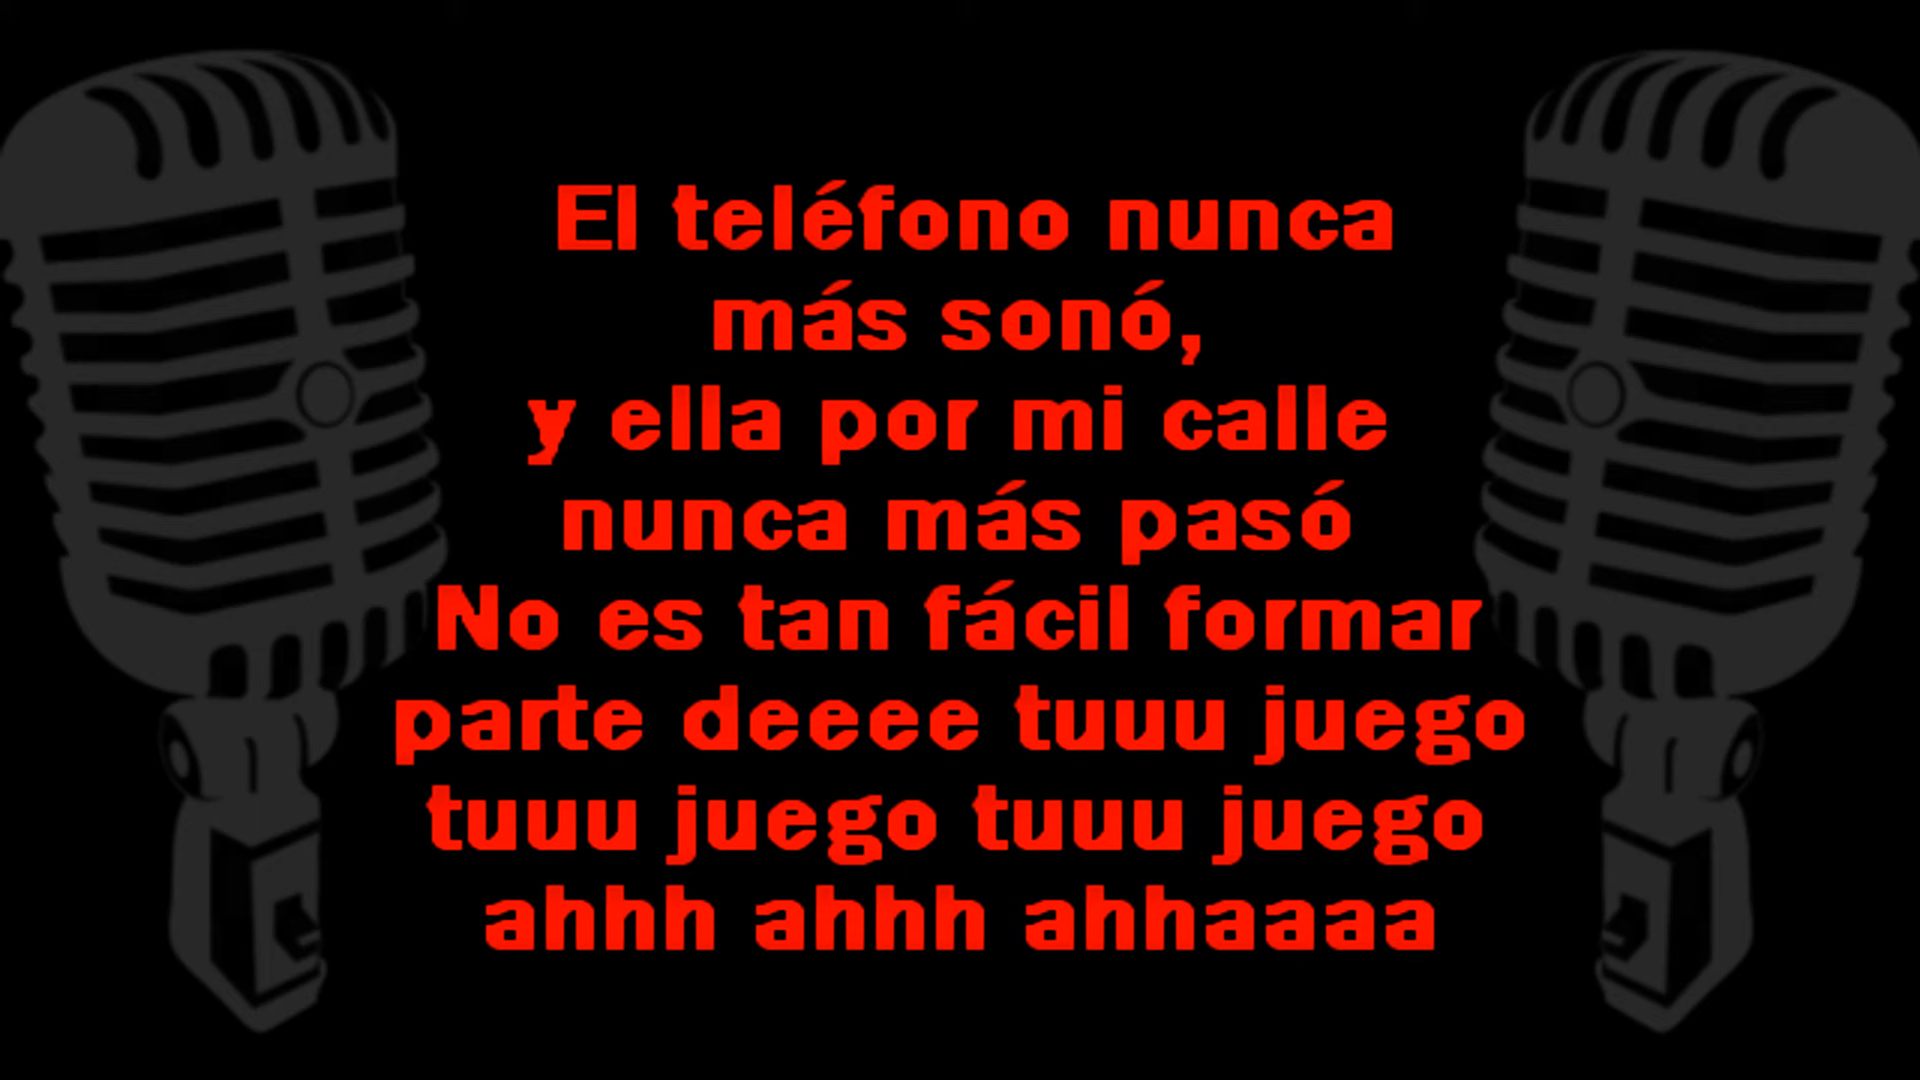 El teléfono nunca
más sonó,
y ella por mi calle
nunca más pasó
No es tan fácil formar
parte deeee tuuu juego
tuuu juego tuuu juego
ahhh ahhh ahhaaaa